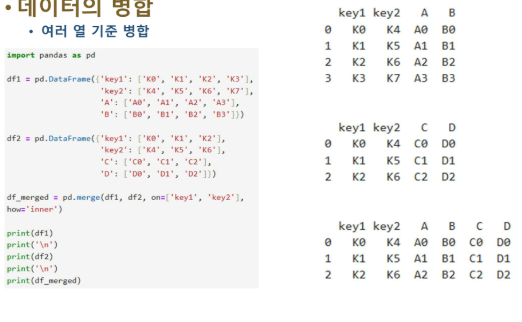 • 데이터의 병합
• 여러 열 기준 병합
import pandas as pd
df1 = pd.DataFrame({'key1': ['K0', 'K1', 'K2', 'K3'],
'key2': ['K4', 'K5', 'K6', 'K7'],
'A': ['A0', 'A1', 'A2', 'A3'],
'B': ['B0', 'B1', 'B2', 'B3']})
df2 = pd.DataFrame({'key1': ['K0', 'K1', 'K2'],
'key2': ['K4', 'K5', 'K6'],
'C': ['C0', 'C1', 'C2'],
'D': ['D0', 'D1', 'D2']})
df_merged = pd.merge(df1, df2, on=['key1', 'key2'],
how='inner')
print(df1)
print('\n')
print(df2)
print('\n')
print(df_merged)
key1 key2 A B
0 K0 K4 A0 B0
1 K1 K5 A1 B1
2 K2 K6 A2 B2
3 K3 K7 A3 B3
key1 key2 C D
0 K0 K4 C0 D0
1 K1 K5 C1 D1
2 K2 K6 C2 D2
key1 key2 A B C D
0 K0 K4 A0 B0 C0 D0
1 K1 K5 A1 B1 C1 D1
2 K2 K6 A2 B2 C2 D2